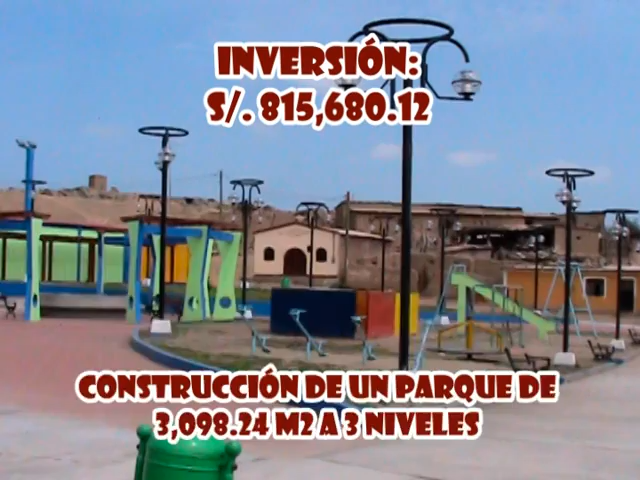 INVERSIÓN:
S/. 815,680.12
CONSTRUCCIÓN DE UN PARQUE DE
3,098.24 M2 A 3 NIVELES